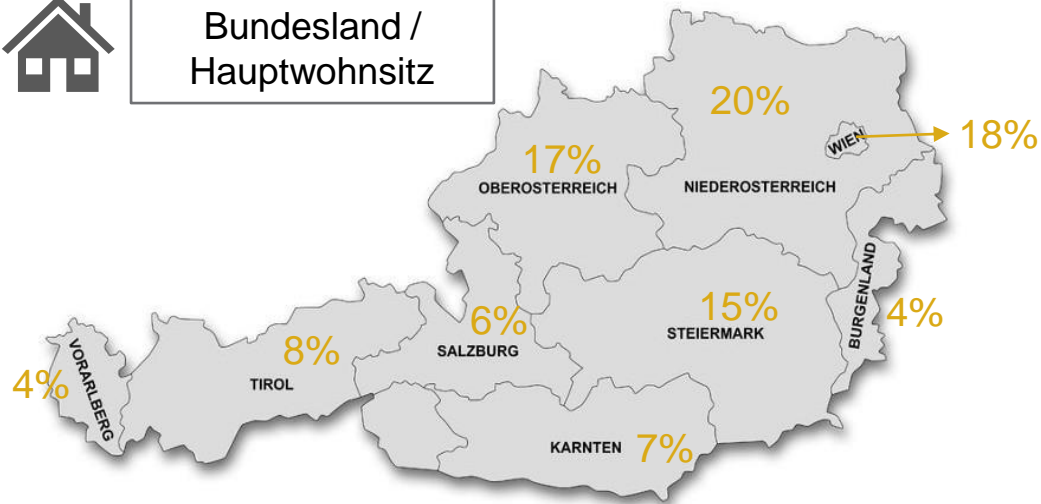 Bundesland /
Hauptwohnsitz
20%
WIEN
18%
17%
OBEROSTERREICH
NIEDEROSTERREICH
BURGENLAND
4%
15%
STEIERMARK
6%
SALZBURG
8%
TIROL
4%
VORARLBERG
KARNTEN 7%